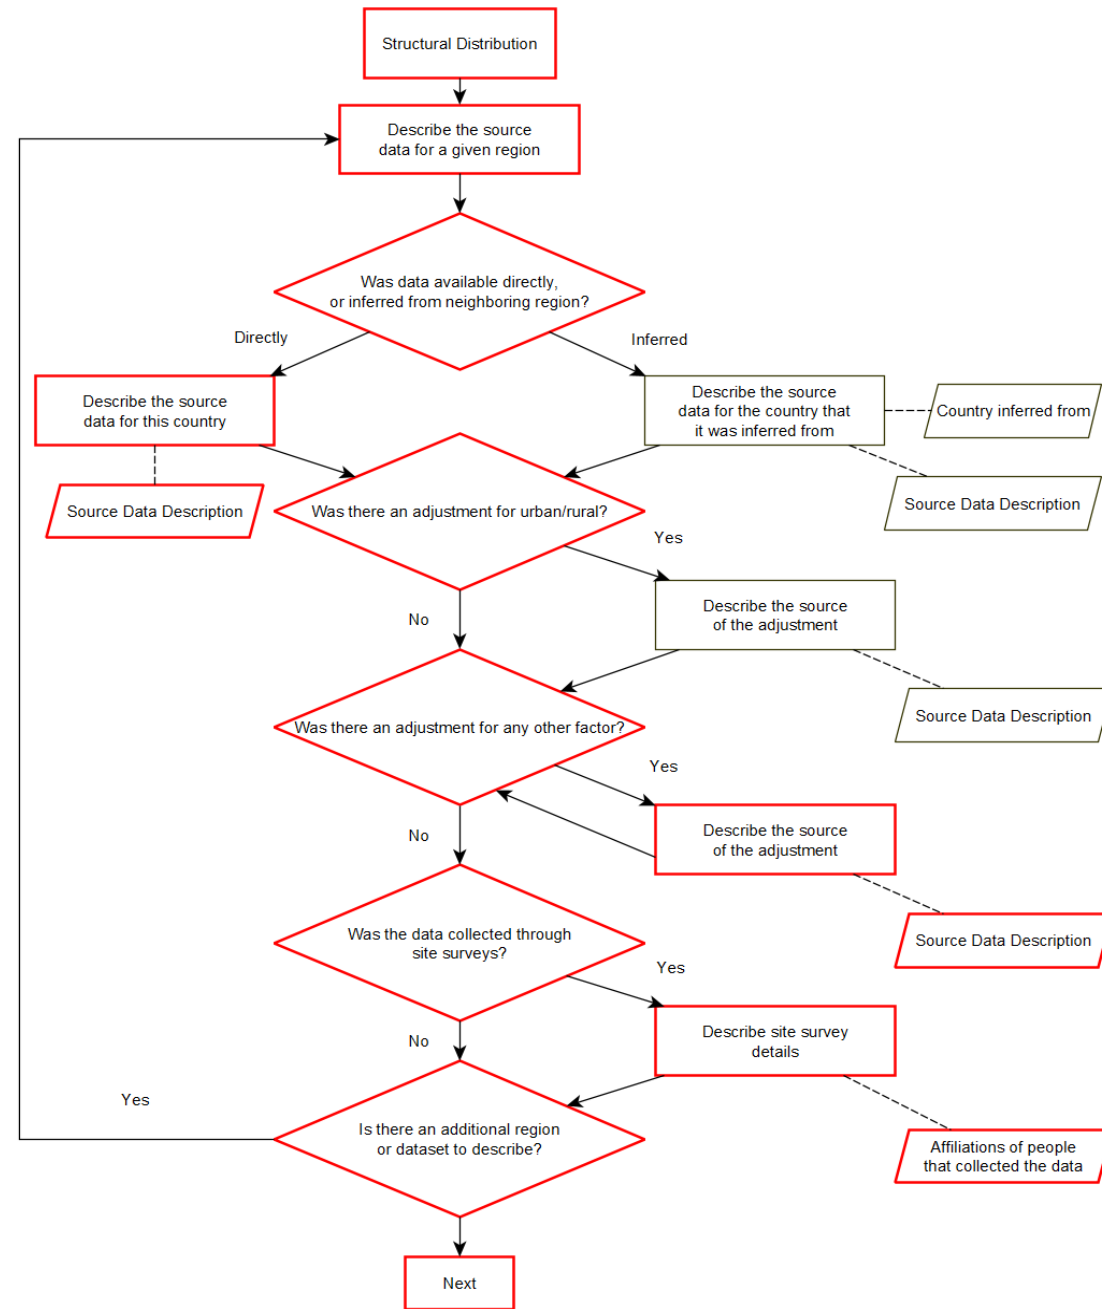 Structural Distribution
Describe the source
data for a given region
Was data available directly,
or inferred from neighboring region?
Directly
Inferred
Describe the source
data for this country
Describe the source
data for the country that
it was inferred from
Country inferred from
Source Data Description
Source Data Description
Was there an adjustment for urban/rural?
Yes
No
Describe the source
of the adjustment
Source Data Description
Was there an adjustment for any other factor?
Yes
No
Describe the source
of the adjustment
Source Data Description
Was the data collected through
site surveys?
Yes
No
Describe site survey
details
Yes
Is there an additional region
or dataset to describe?
Affiliations of people
that collected the data
Next